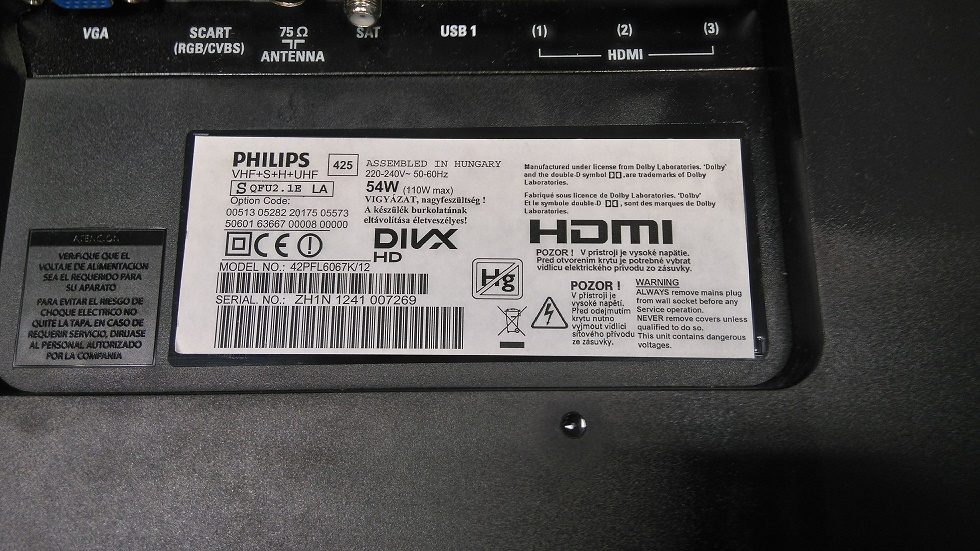 VGA
SCART
(RGB/CVBS)
75 Ω
ANTENNA
SAT
USB 1
(1)
(2)
(3)
HDMI
PHILIPS
425
VHF+S+H+UHF
S QFU2.1E LA
Option Code:
00513 05282 20175 05573
50601 63667 00008 00000
CE
MODEL NO.: 42PFL6067K/12
SERIAL NO.: ZH1N 1241 007269
ASSEMBLED IN HUNGARY
220-240V~ 50-60Hz
54W (110W max)
VIGYÁZAT, nagyfeszültség !
A készülék burkolatának
eltávolítása életveszélyes!
DIVX
HD
Hg
Manufactured under license from Dolby Laboratories. 'Dolby'
and the double-D symbol, are trademarks of Dolby
Laboratories.
Fabriqué sous licence de Dolby Laboratories. 'Dolby'
Et le symbole double-D, sont des marques de Dolby
Laboratories.
HDMI
POZOR ! V prístroji je vysoké napätie.
Pred otvorením krytu je potrebné vybrat
vidlicu elektrického prívodu zo zásuvky.
POZOR !
V přístroji je
vysoké napětí.
Před odejmutím
krytu nutno
vyjmout vidlici
síťového přívodu
ze zásuvky.
WARNING
ALWAYS remove mains plug
from wall socket before any
Service operation.
NEVER remove covers unless
qualified to do so.
This unit contains dangerous
voltages.
ATENCION
VERIFIQUE QUE EL
VOLTAJE DE ALIMENTACION
SEA EL REQUERIDO PARA
SU APARATO
PARA EVITAR EL RIESGO DE
CHOQUE ELECTRICO NO
QUITE LA TAPA, EN CASO DE
REQUERIR SERVICIO, DIRIJASE
AL PERSONAL AUTORIZADO
POR LA COMPAÑIA